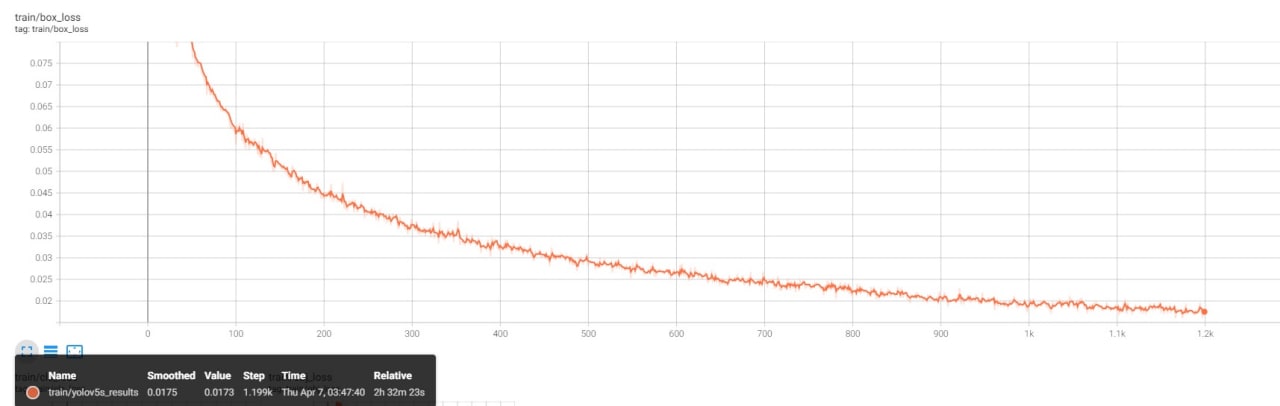 train/box_loss
tag: train/box_loss
0.075
0.07
0.065
0.06
0.055
0.05
0.045
0.04
0.035
0.03
0.025
0.02
0 100 200 300 400 500 600 700 800 900 1k 1.1k 1.2k
Name Smoothed Value Step Time Relative
train/yolov5s_results 0.0175 0.0173 1.199k Thu Apr 7, 03:47:40 2h 32m 23s